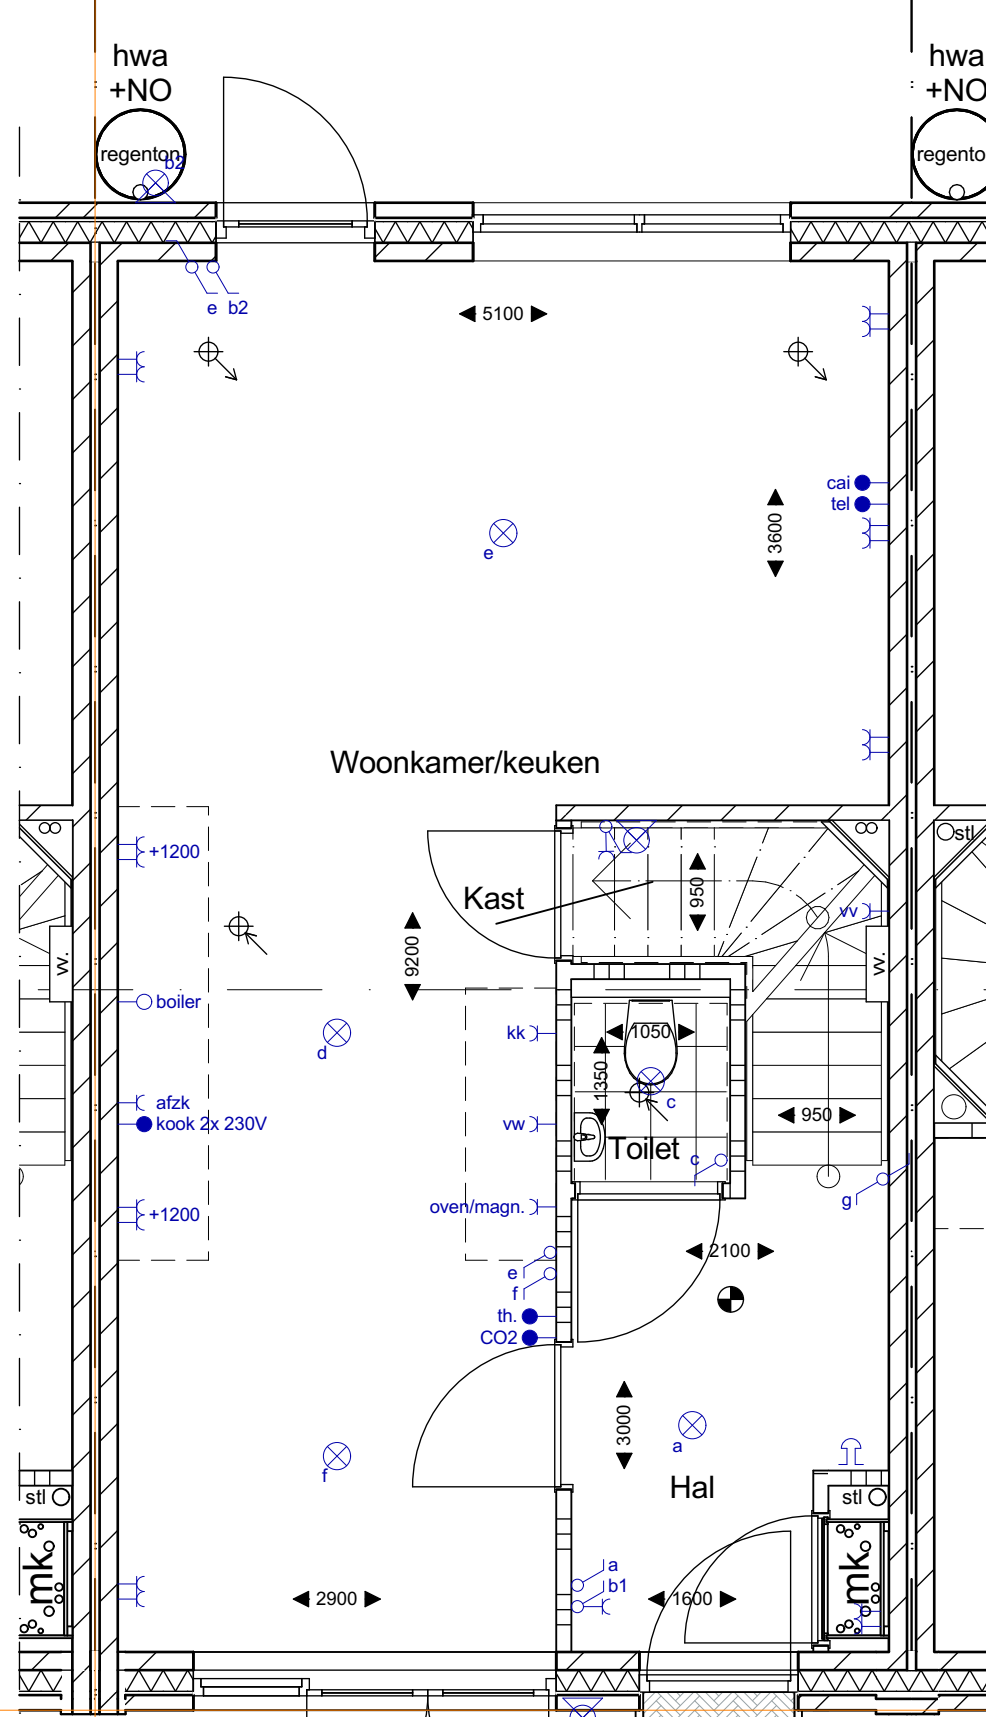 hwa
+NO
hwa
+NO
regenton
regento
b2
e b2
5100
cai
tel
3600
e
Woonkamer/keuken
+1200
stl
Kast
950
vv
9200
w.
w.
boiler
kk
1050
d
1350
c
afzk
kook 2x 230V
vw
950
Toilet
c
g
+1200
oven/magn.
2100
e
f
th.
CO2
3000
a
f
Hal
stl
stl
mk.
mk.
a
b1
2900
1600